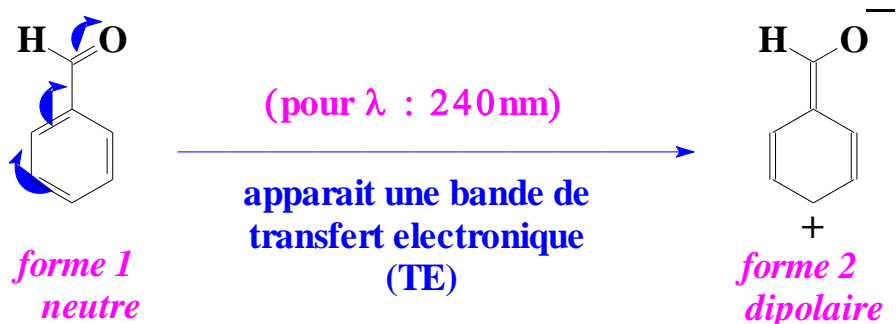 H O
(pour λ : 240nm)
apparait une bande de
transfert electronique
(TE)
forme 1
neutre
H O —
+
forme 2
dipolaire